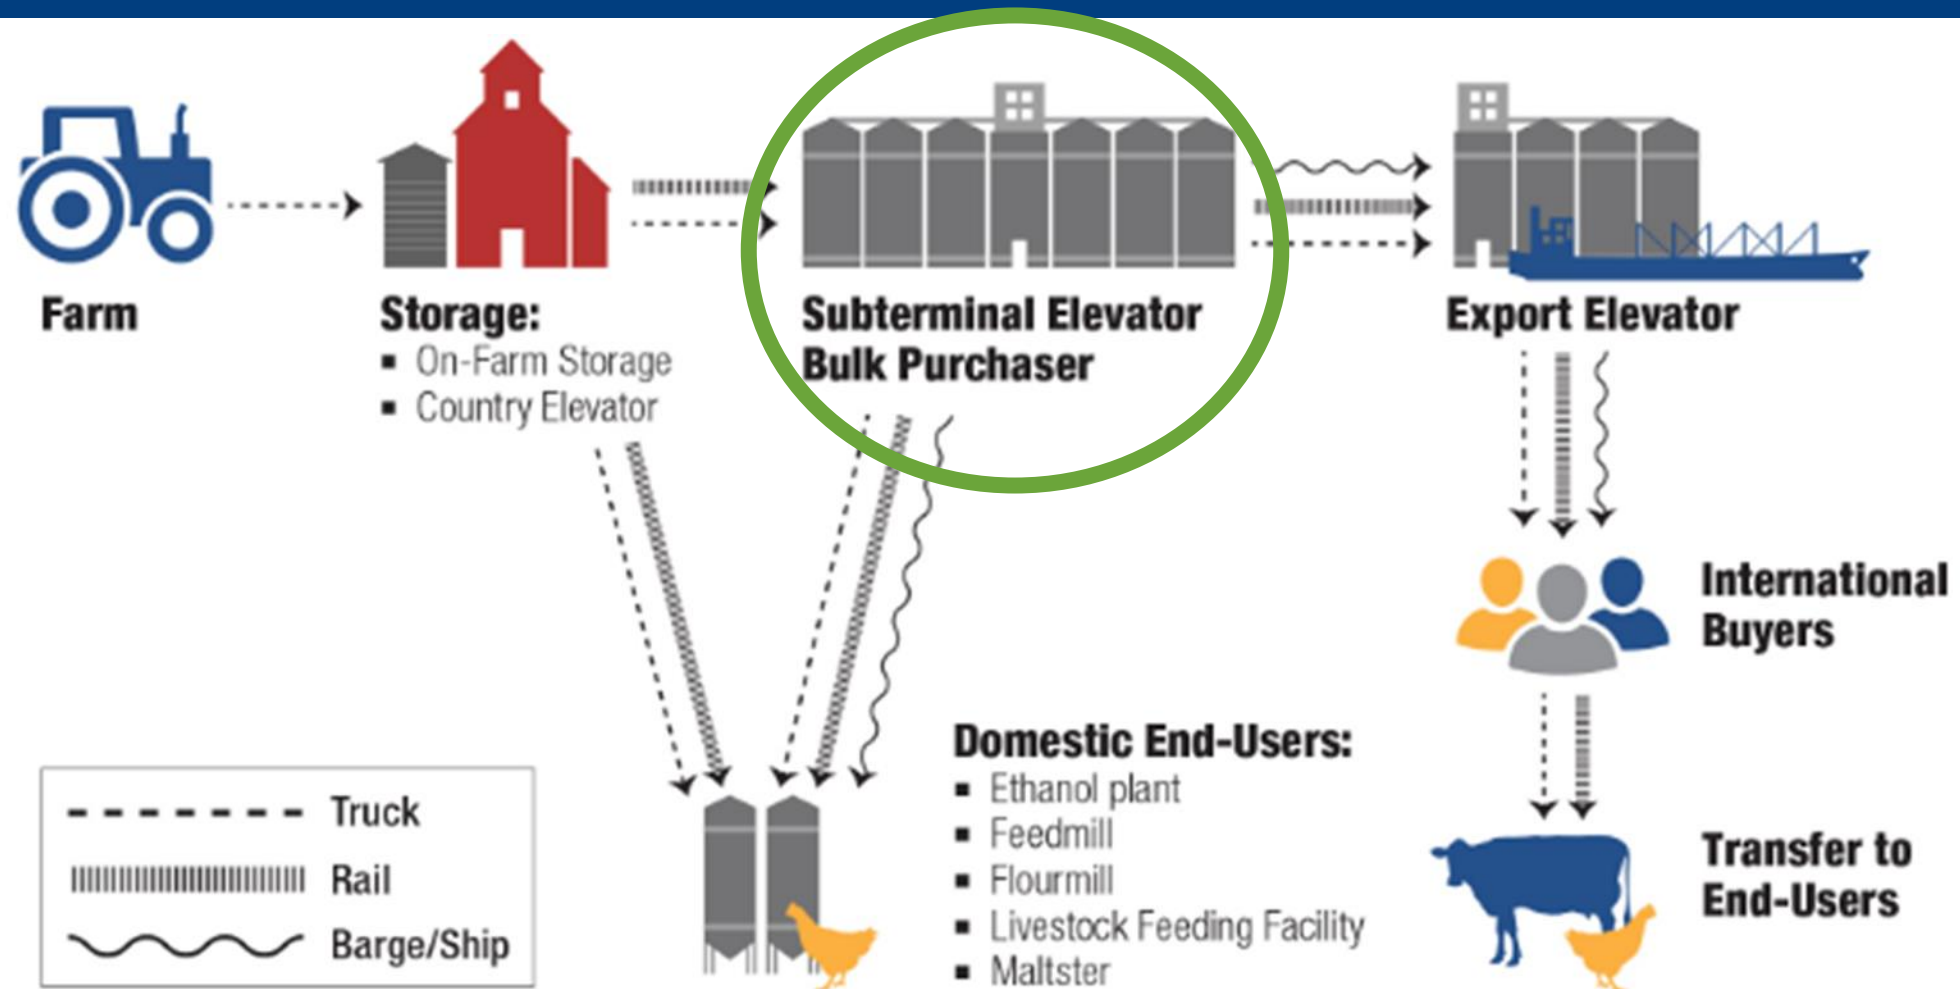 Farm
Storage:
▪ On-Farm Storage
▪ Country Elevator
Subterminal Elevator
Bulk Purchaser
Export Elevator
International
Buyers
Domestic End-Users:
▪ Ethanol plant
▪ Feedmill
▪ Flourmill
▪ Livestock Feeding Facility
▪ Maltster
Transfer to
End-Users
Truck
Rail
Barge/Ship